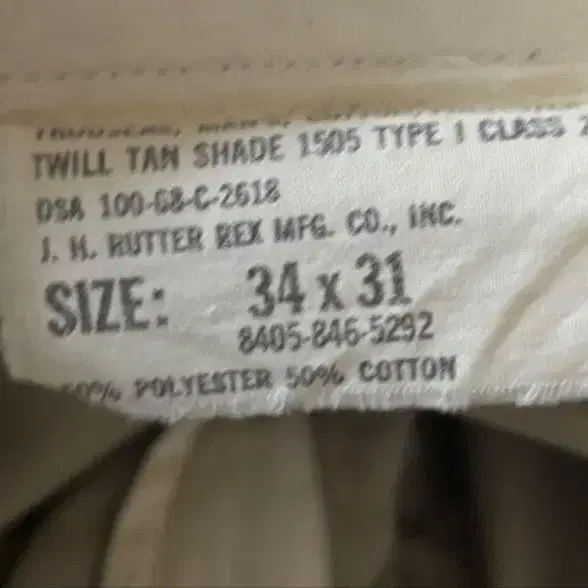 TWILL TAN SHADE 1505 TYPE I CLASS
DSA 100-68-C-2618
J. H. RUTTER REX MFG. CO., INC.
SIZE: 34 x 31
8405-846-5292
50% POLYESTER 50% COTTON